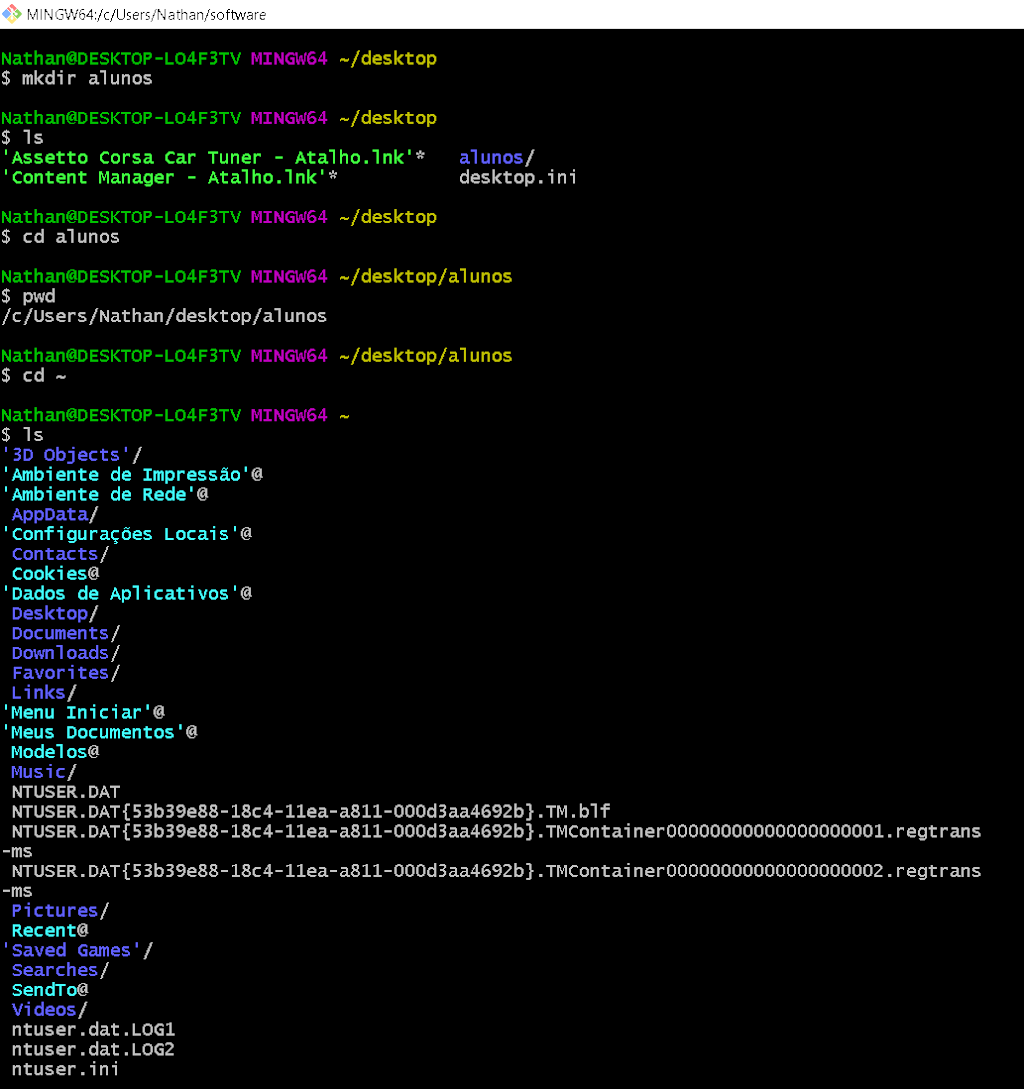 MINGW64:/c/Users/Nathan/software
Nathan@DESKTOP-LO4F3TV MINGW64 ~/desktop
$ mkdir alunos
Nathan@DESKTOP-LO4F3TV MINGW64 ~/desktop
$ ls
'Assetto Corsa Car Tuner - Atalho.lnk'*   alunos/
'Content Manager - Atalho.lnk'*           desktop.ini
Nathan@DESKTOP-LO4F3TV MINGW64 ~/desktop
$ cd alunos
Nathan@DESKTOP-LO4F3TV MINGW64 ~/desktop/alunos
$ pwd
/c/Users/Nathan/desktop/alunos
Nathan@DESKTOP-LO4F3TV MINGW64 ~/desktop/alunos
$ cd ~
Nathan@DESKTOP-LO4F3TV MINGW64 ~
$ ls
'3D Objects'/
'Ambiente de Impressão'@
'Ambiente de Rede'@
AppData/
'Configurações Locais'@
Contacts/
Cookies@
'Dados de Aplicativos'@
Desktop/
Documents/
Downloads/
Favorites/
Links/
'Menu Iniciar'@
'Meus Documentos'@
Modelos@
Music/
NTUSER.DAT
NTUSER.DAT{53b39e88-18c4-11ea-a811-000d3aa4692b}.TM.blf
NTUSER.DAT{53b39e88-18c4-11ea-a811-000d3aa4692b}.TMContainer00000000000000000001.regtrans
-ms
NTUSER.DAT{53b39e88-18c4-11ea-a811-000d3aa4692b}.TMContainer00000000000000000002.regtrans
-ms
Pictures/
Recent@
'Saved Games'/
Searches/
SendTo@
Videos/
ntuser.dat.LOG1
ntuser.dat.LOG2
ntuser.ini